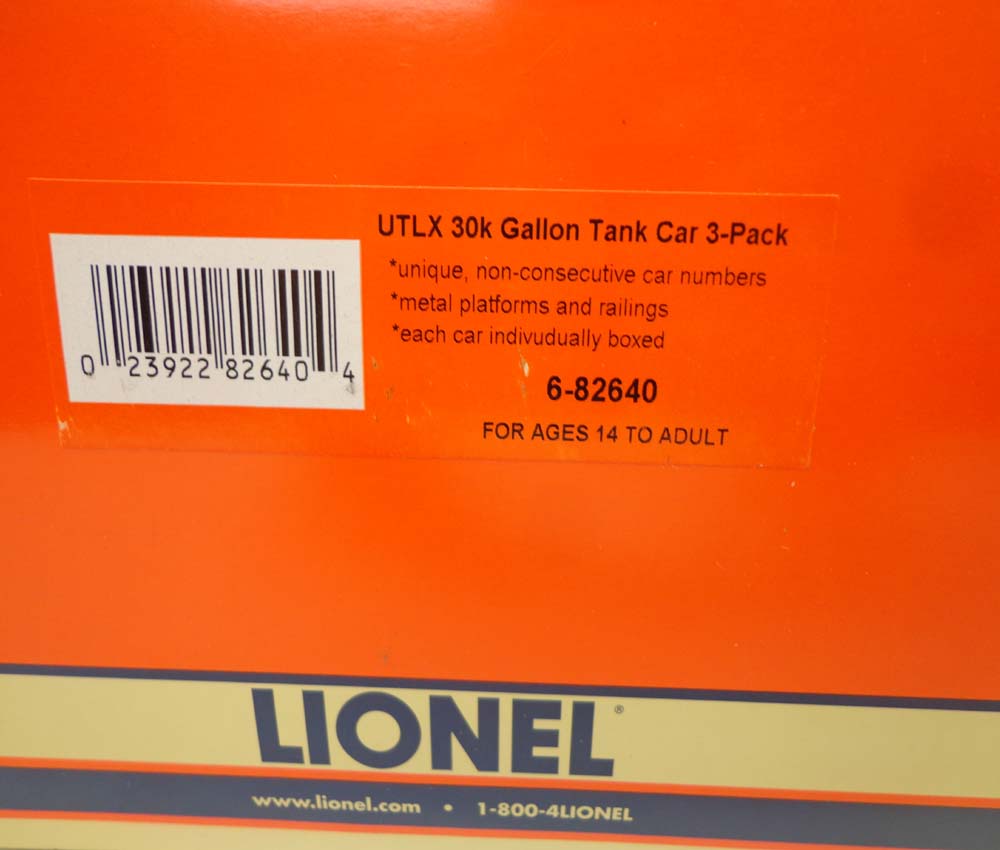 UTLX 30k Gallon Tank Car 3-Pack
*unique, non-consecutive car numbers
*metal platforms and railings
*each car indivudually boxed
6-82640
FOR AGES 14 TO ADULT
0 23922 82640 4
LIONEL®
www.lionel.com • 1-800-4LIONEL